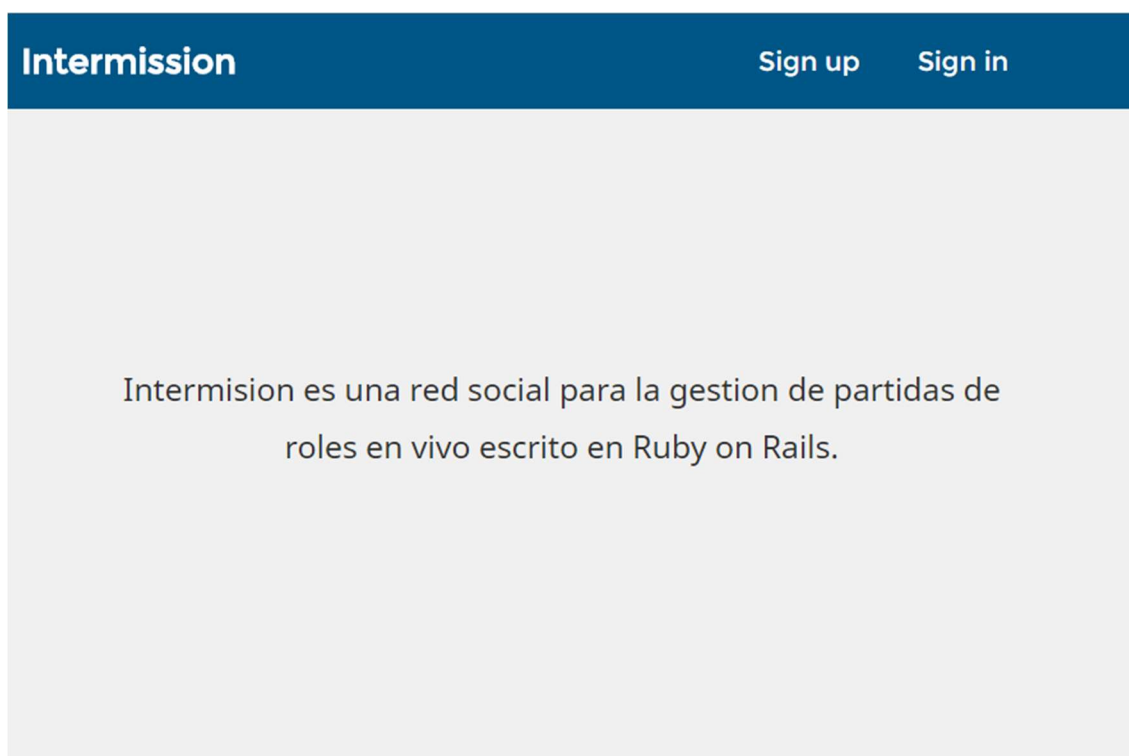 Intermission Sign up Sign in
Intermision es una red social para la gestion de partidas de
roles en vivo escrito en Ruby on Rails.